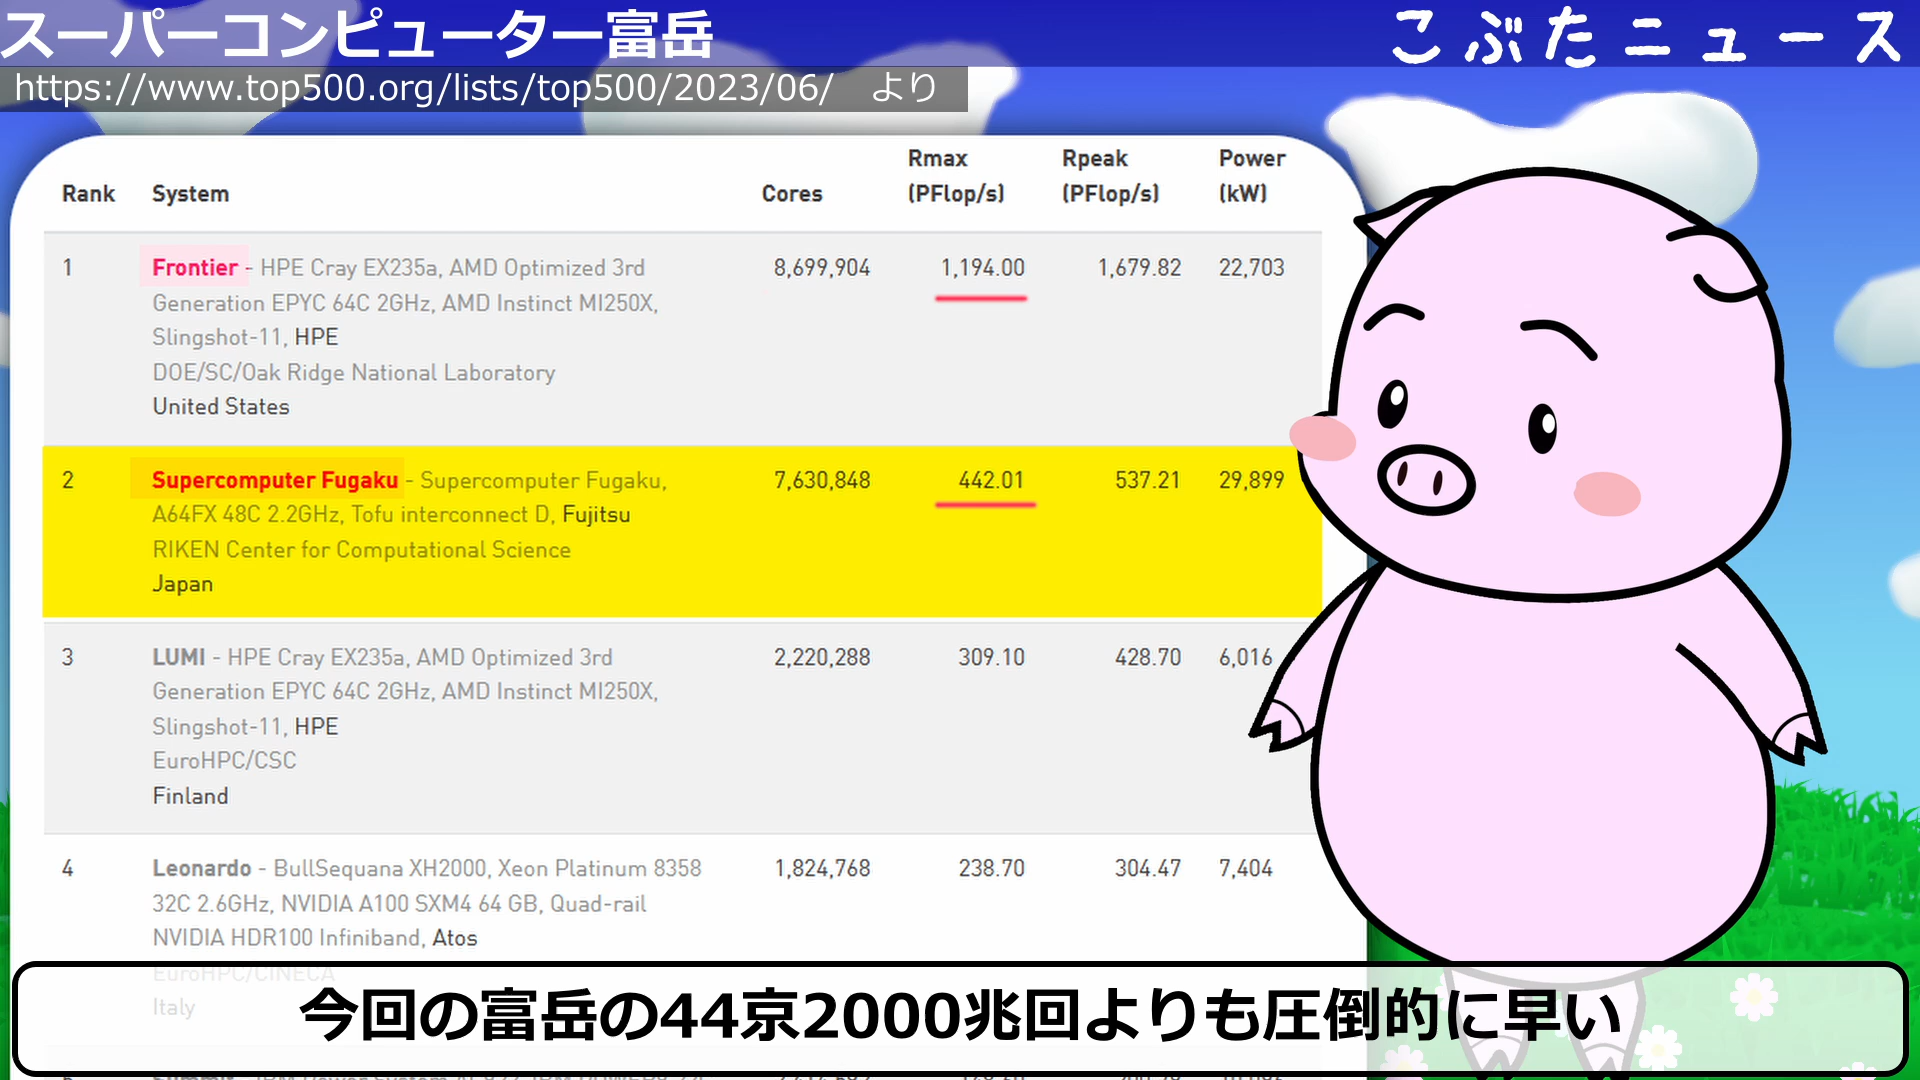 スーパーコンピューター富岳
こぶたニュース
https://www.top500.org/lists/top500/2023/06/　より
Rank System Cores Rmax (PFlop/s) Rpeak (PFlop/s) Power (kW)
1 Frontier - HPE Cray EX235a, AMD Optimized 3rd 8,699,904 1,194.00 1,679.82 22,703
Generation EPYC 64C 2GHz, AMD Instinct MI250X,
Slingshot-11, HPE
DOE/SC/Oak Ridge National Laboratory
United States
2 Supercomputer Fugaku - Supercomputer Fugaku, 7,630,848 442.01 537.21 29,899
A64FX 48C 2.2GHz, Tofu interconnect D, Fujitsu
RIKEN Center for Computational Science
Japan
3 LUMI - HPE Cray EX235a, AMD Optimized 3rd 2,220,288 309.10 428.70 6,016
Generation EPYC 64C 2GHz, AMD Instinct MI250X,
Slingshot-11, HPE
EuroHPC/CSC
Finland
4 Leonardo - BullSequana XH2000, Xeon Platinum 8358 1,824,768 238.70 304.47 7,404
32C 2.6GHz, NVIDIA A100 SXM4 64 GB, Quad-rail
NVIDIA HDR100 Infiniband, Atos
EuroHPC/CINECA
Italy
今回の富岳の44京2000兆回よりも圧倒的に早い